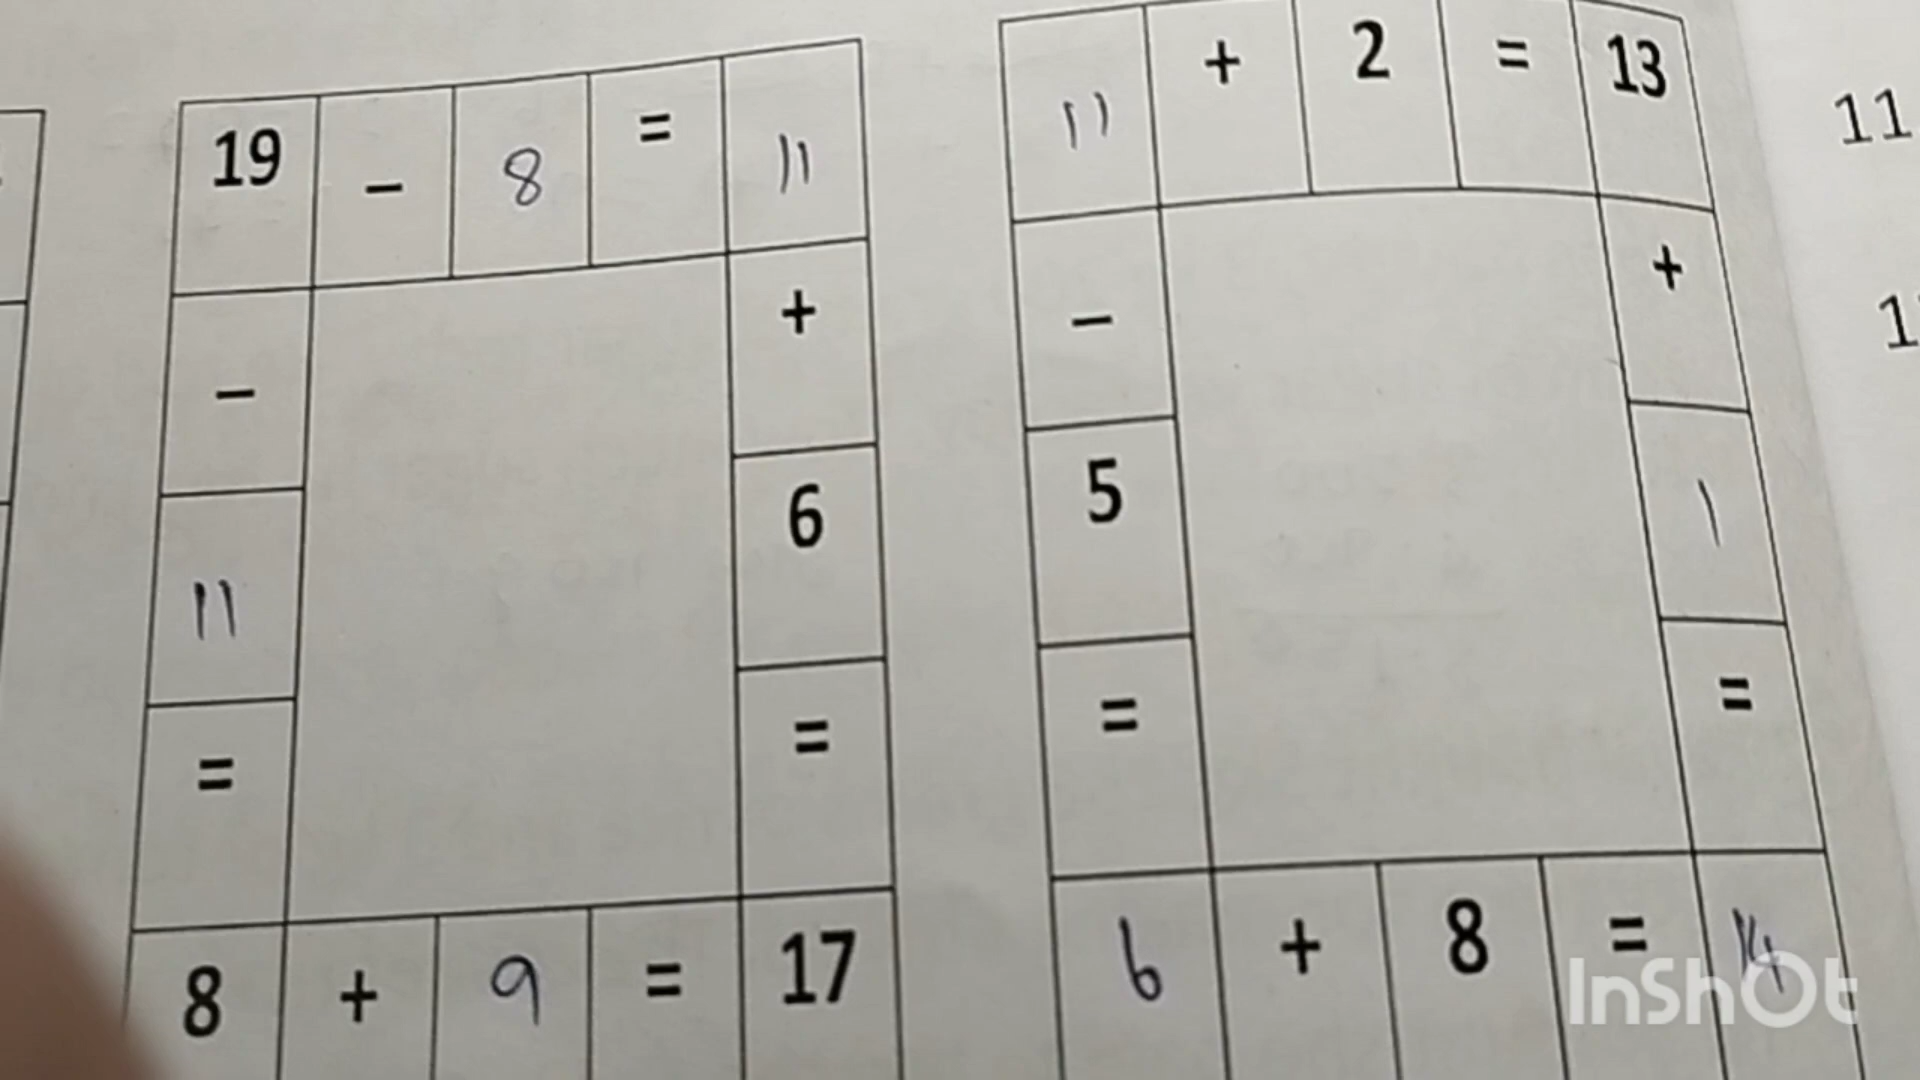 19 - 8 = 11
-
+
11
6
=
=
8 + 9 = 17
11 + 2 = 13
-
+
5
1
=
=
6 + 8 = 14
11
InShOt